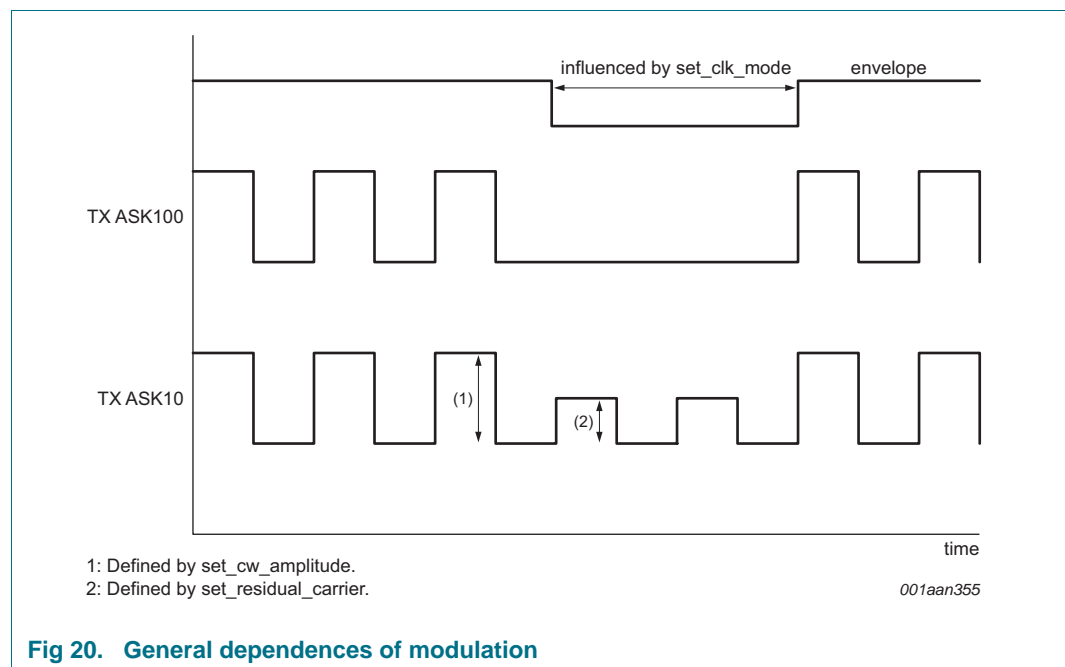 influenced by set_clk_mode
envelope
TX ASK100
TX ASK10
(1)
(2)
time
1: Defined by set_cw_amplitude.
2: Defined by set_residual_carrier.
001aan355
Fig 20. General dependences of modulation